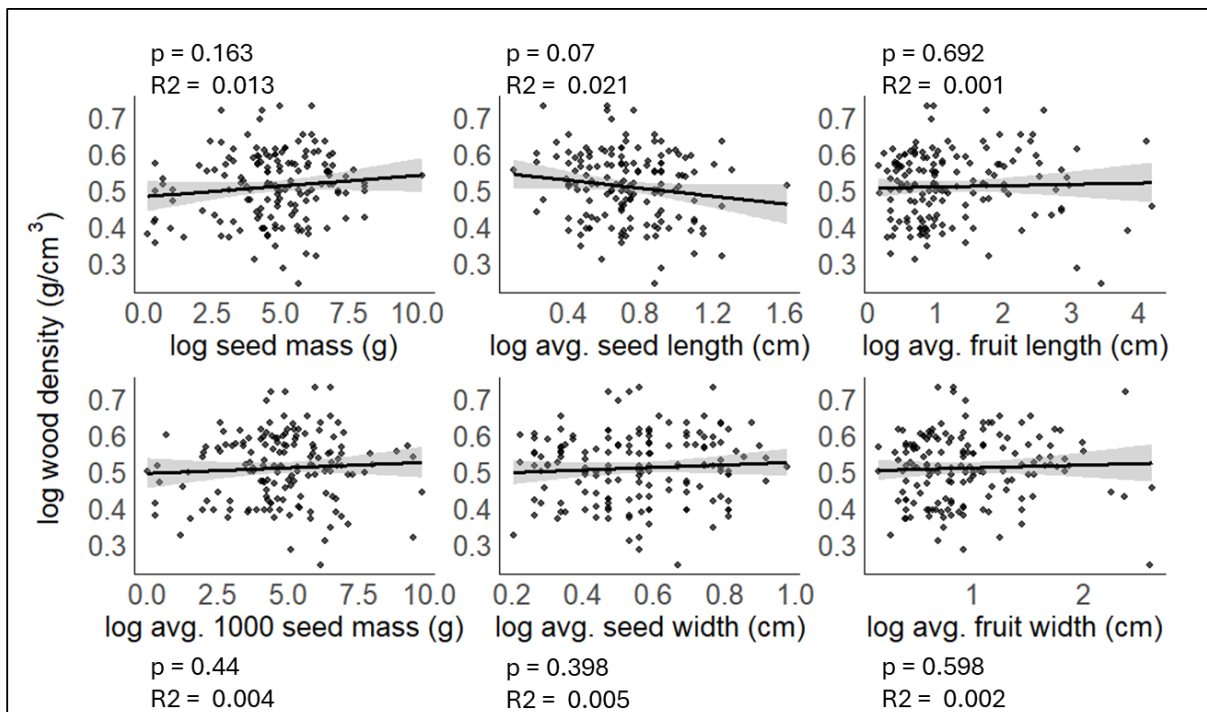 p = 0.163
R2 = 0.013
p = 0.07
R2 = 0.021
p = 0.692
R2 = 0.001
log wood density (g/cm³)
0.7
0.6
0.5
0.4
0.3
0.0 2.5 5.0 7.5 10.0
log seed mass (g)
0.7
0.6
0.5
0.4
0.3
0.4 0.8 1.2 1.6
log avg. seed length (cm)
0.7
0.6
0.5
0.4
0.3
0 1 2 3 4
log avg. fruit length (cm)
0.7
0.6
0.5
0.4
0.3
0.0 2.5 5.0 7.5 10.0
log avg. 1000 seed mass (g)
0.7
0.6
0.5
0.4
0.3
0.2 0.4 0.6 0.8 1.0
log avg. seed width (cm)
0.7
0.6
0.5
0.4
0.3
1 2
log avg. fruit width (cm)
p = 0.44
R2 = 0.004
p = 0.398
R2 = 0.005
p = 0.598
R2 = 0.002